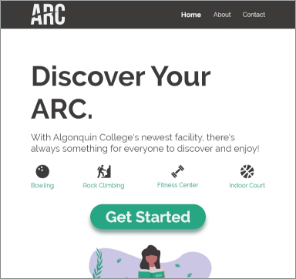 ARC
Home About Contact
Discover Your
ARC.
With Algonquin College's newest facility, there's
always something for everyone to discover and enjoy!
Bowling Rock Climbing Fitness Center Indoor Court
Get Started